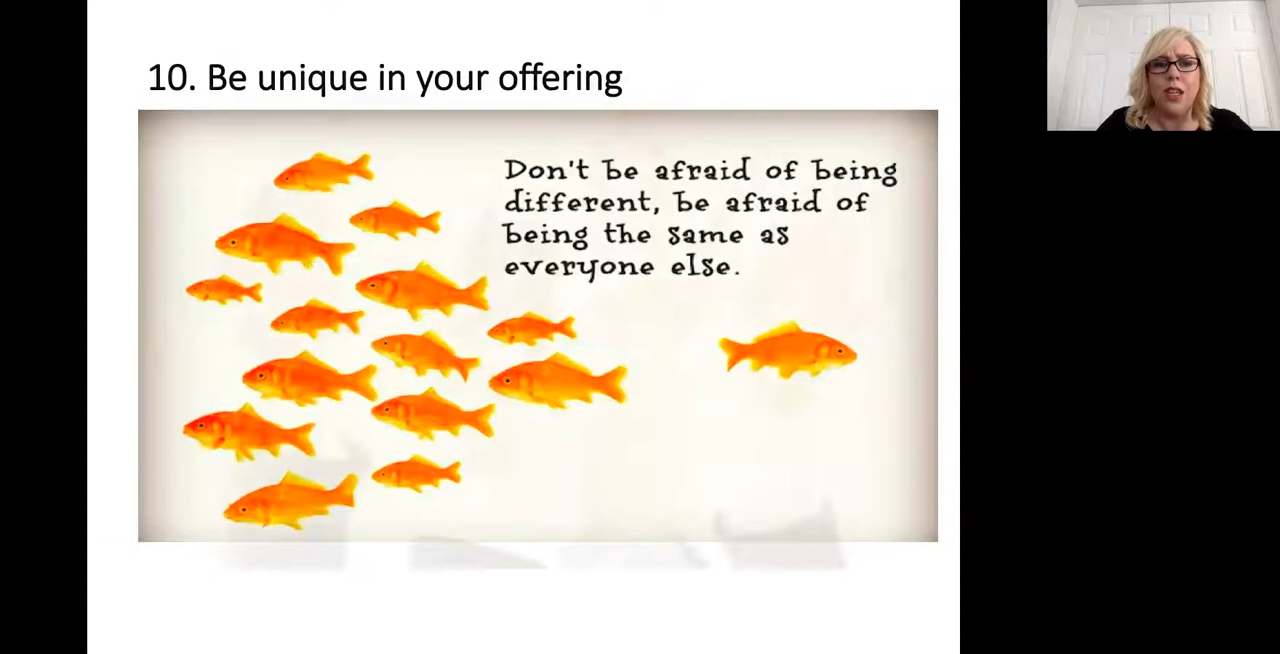 10. Be unique in your offering
Don't be afraid of being
different, be afraid of
being the same as
everyone else.